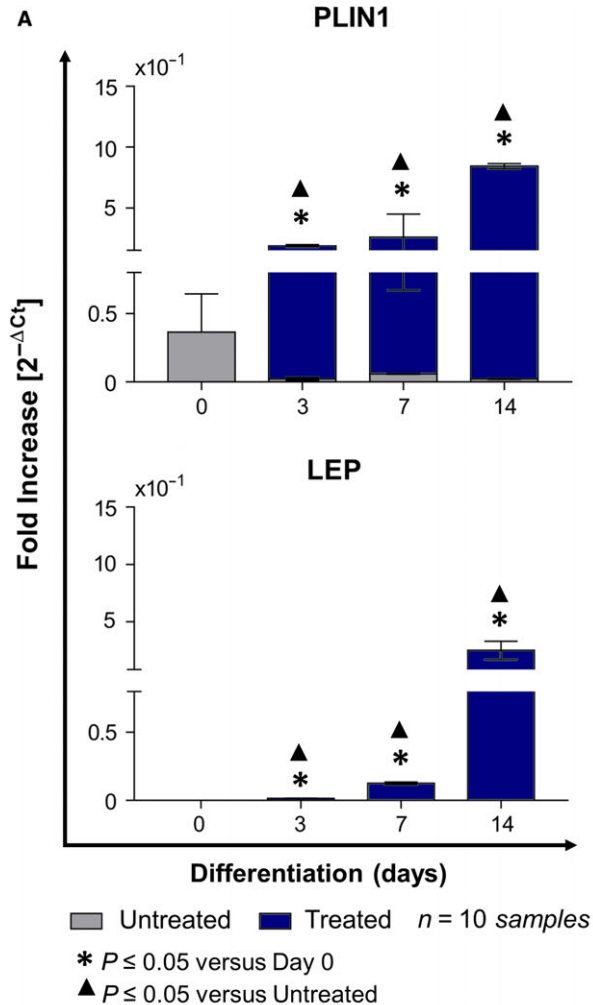 A
PLIN1
x10⁻¹
15
10
5
0.5
0
0 3 7 14
LEP
x10⁻¹
15
10
5
0.5
0
0 3 7 14
Fold Increase [2^−ΔCt]
Differentiation (days)
Untreated Treated n = 10 samples
* P ≤ 0.05 versus Day 0
▲ P ≤ 0.05 versus Untreated